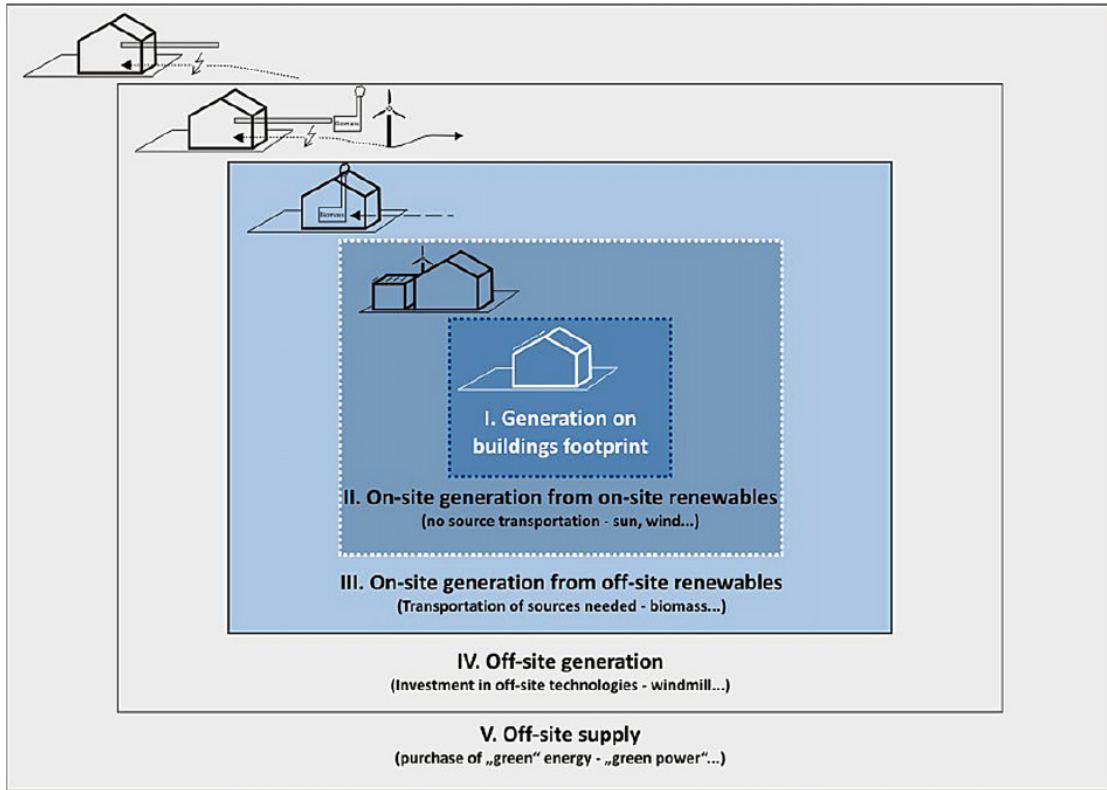 Biomass
Biomass
I. Generation on
buildings footprint
II. On-site generation from on-site renewables
(no source transportation - sun, wind...)
III. On-site generation from off-site renewables
(Transportation of sources needed - biomass...)
IV. Off-site generation
(Investment in off-site technologies - windmill...)
V. Off-site supply
(purchase of „green“ energy - „green power“...)